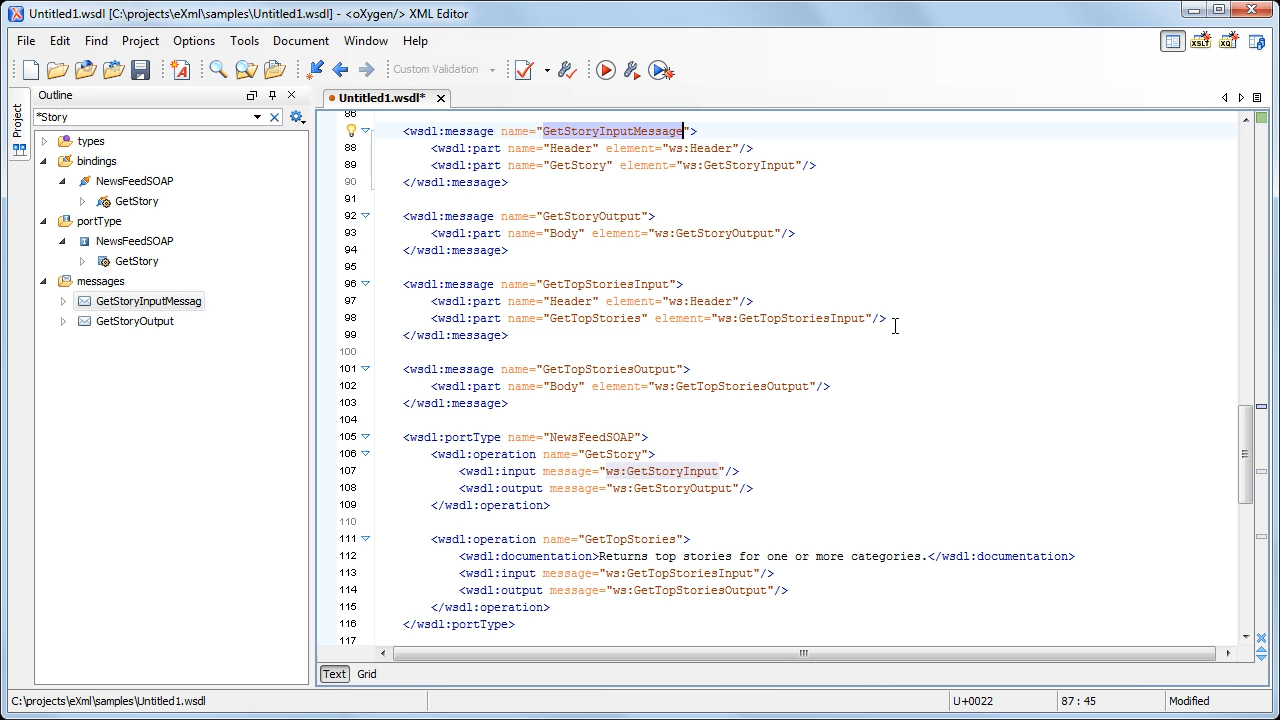 Untitled1.wsdl [C:\projects\eXml\samples\Untitled1.wsdl] - <oXygen/> XML Editor
File Edit Find Project Options Tools Document Window Help
Custom Validation
XSLT XQ
Project
Outline
Untitled1.wsdl*
*Story
types
bindings
NewsFeedSOAP
GetStory
portType
NewsFeedSOAP
GetStory
messages
GetStoryInputMessag
GetStoryOutput
86
<wsdl:message name="GetStoryInputMessage">
88 <wsdl:part name="Header" element="ws:Header"/>
89 <wsdl:part name="GetStory" element="ws:GetStoryInput"/>
90 </wsdl:message>
91
92 <wsdl:message name="GetStoryOutput">
93 <wsdl:part name="Body" element="ws:GetStoryOutput"/>
94 </wsdl:message>
95
96 <wsdl:message name="GetTopStoriesInput">
97 <wsdl:part name="Header" element="ws:Header"/>
98 <wsdl:part name="GetTopStories" element="ws:GetTopStoriesInput"/>
99 </wsdl:message>
100
101 <wsdl:message name="GetTopStoriesOutput">
102 <wsdl:part name="Body" element="ws:GetTopStoriesOutput"/>
103 </wsdl:message>
104
105 <wsdl:portType name="NewsFeedSOAP">
106 <wsdl:operation name="GetStory">
107 <wsdl:input message="ws:GetStoryInput"/>
108 <wsdl:output message="ws:GetStoryOutput"/>
109 </wsdl:operation>
110
111 <wsdl:operation name="GetTopStories">
112 <wsdl:documentation>Returns top stories for one or more categories.</wsdl:documentation>
113 <wsdl:input message="ws:GetTopStoriesInput"/>
114 <wsdl:output message="ws:GetTopStoriesOutput"/>
115 </wsdl:operation>
116 </wsdl:portType>
117
Text Grid
C:\projects\eXml\samples\Untitled1.wsdl U+0022 87 : 45 Modified